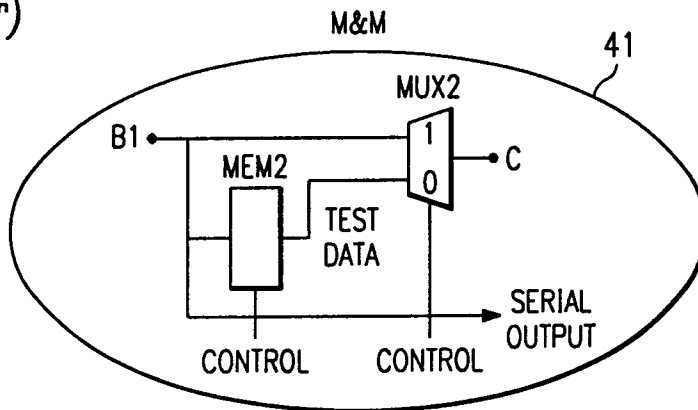 M&M
41
MUX2
B1
1
C
MEM2
0
TEST
DATA
SERIAL
OUTPUT
CONTROL
CONTROL